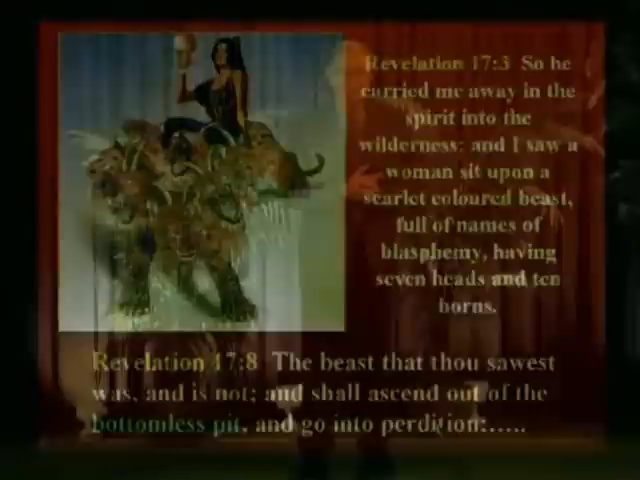 Revelation 17:3 So he
carried me away in the
spirit into the
wilderness: and I saw a
woman sit upon a
scarlet coloured beast,
full of names of
blasphemy, having
seven heads and ten
horns.
Revelation 17:8 The beast that thou sawest
was, and is not; and shall ascend out of the
bottomless pit, and go into perdition:.....